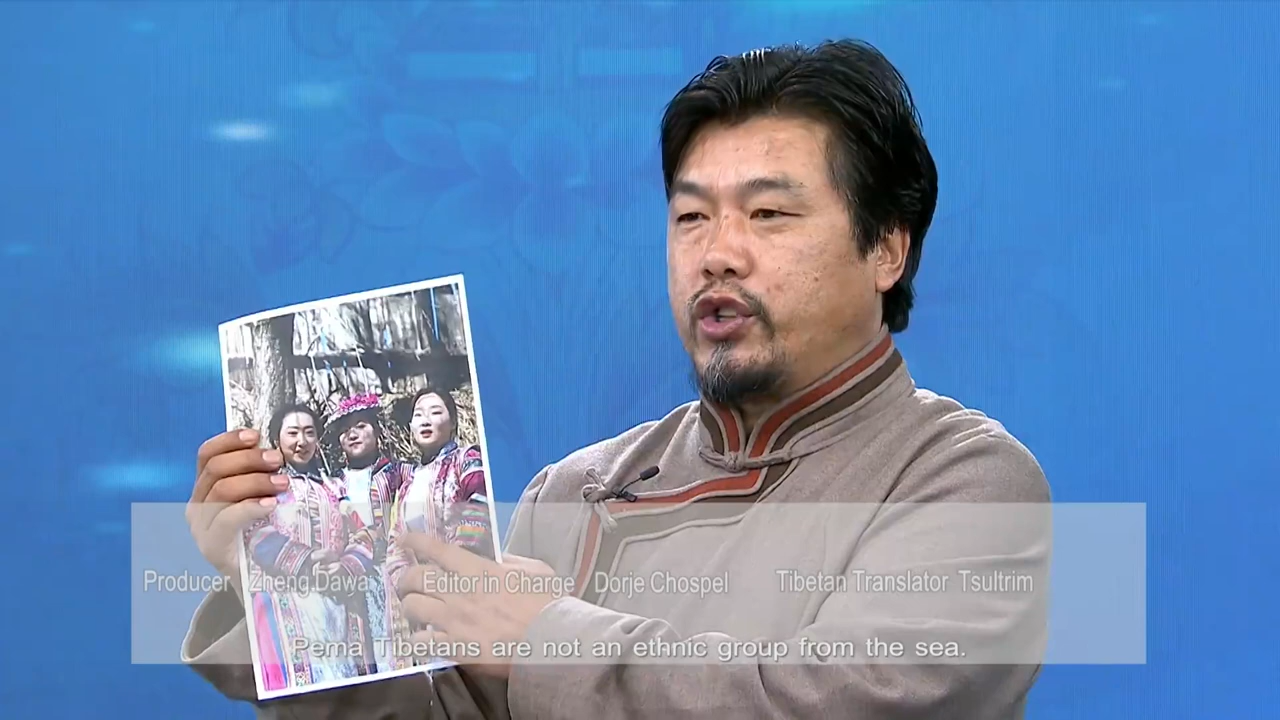 Producer Zheng Dawa Editor in Charge Dorje Chospel Tibetan Translator Tsultrim
Pema Tibetans are not an ethnic group from the sea.